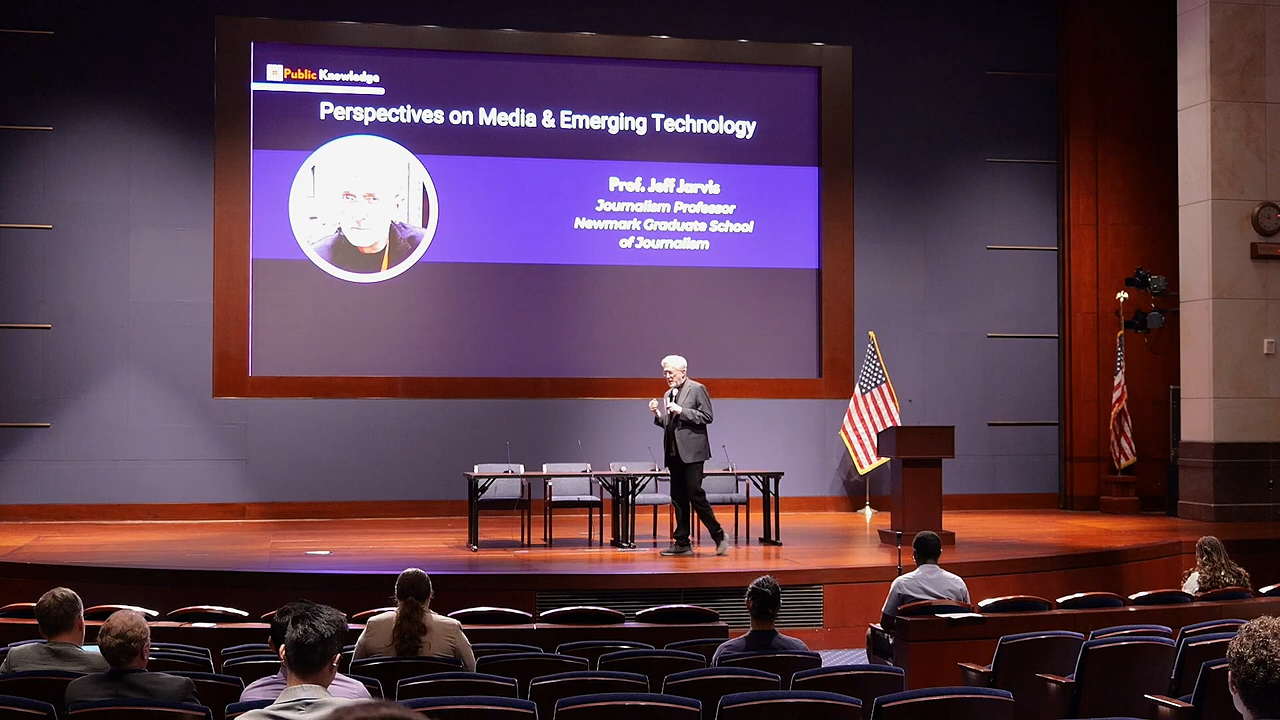 Public Knowledge
Perspectives on Media & Emerging Technology
Prof. Jeff Jarvis
Journalism Professor
Newmark Graduate School
of Journalism